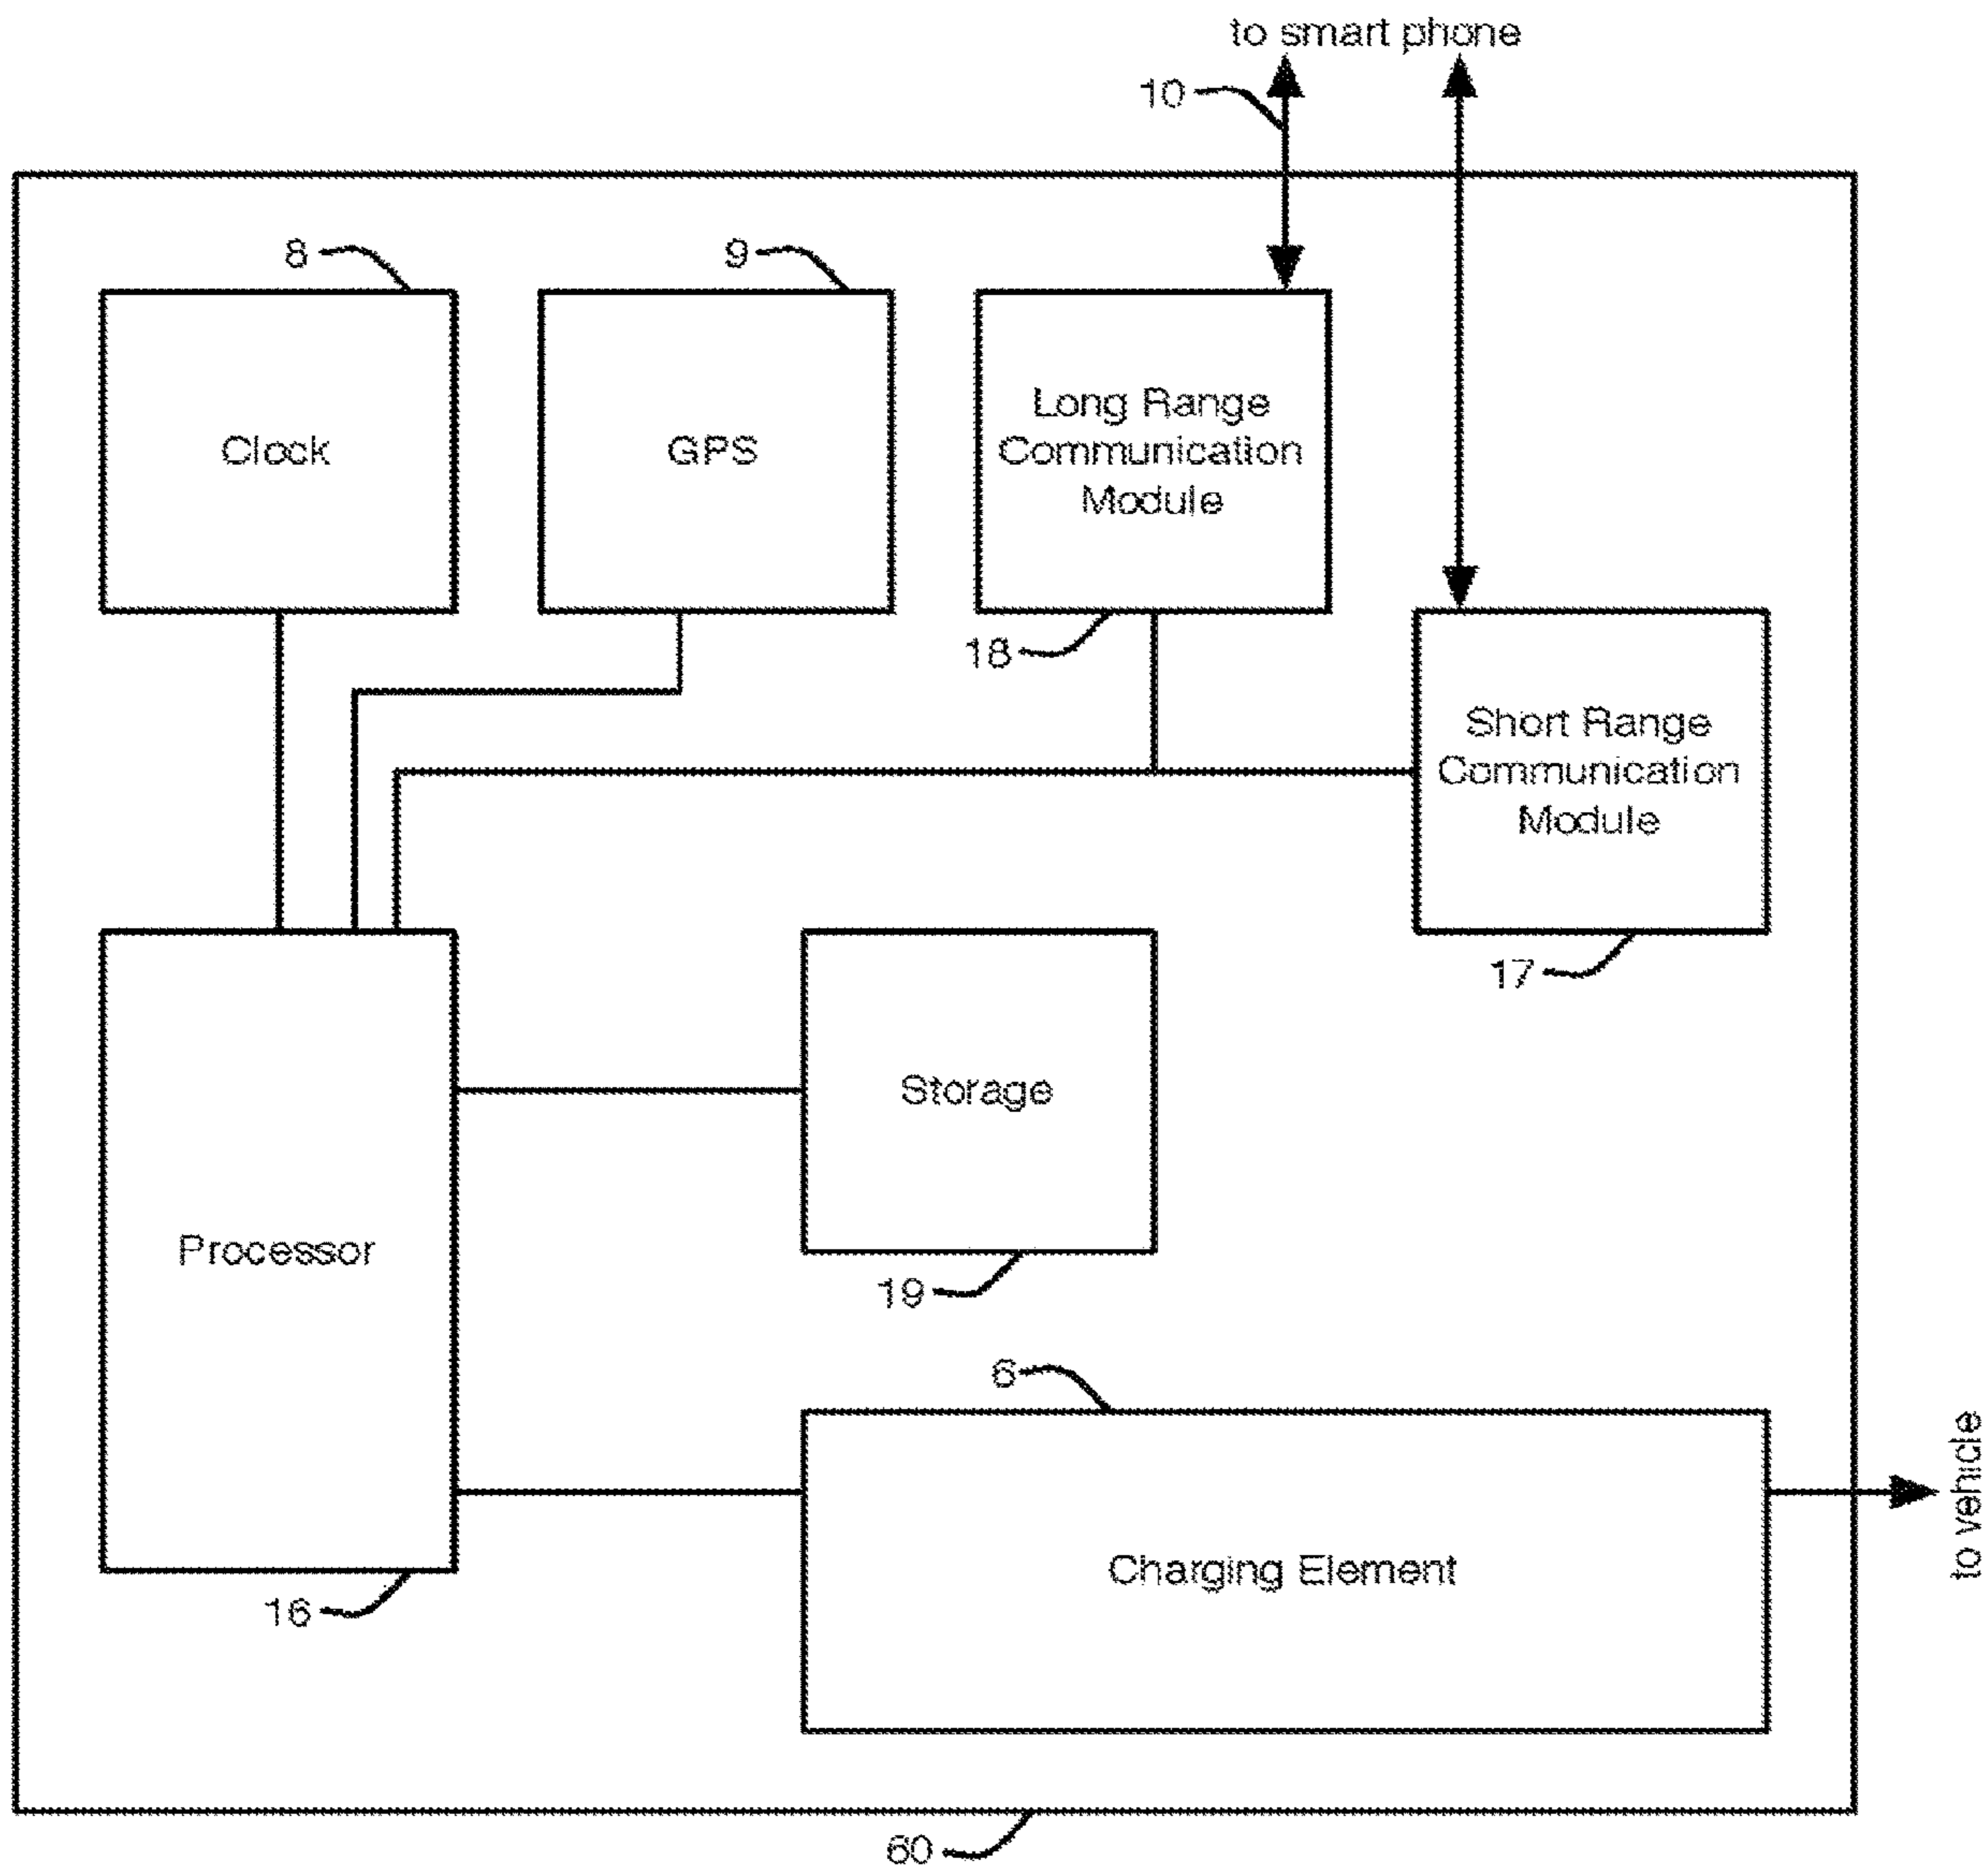 to smart phone
10
8
9
Clock
GPS
Long Range
Communication
Module
18
Short Range
Communication
Module
17
Storage
Processor
19
6
Charging Element
to vehicle
16
60